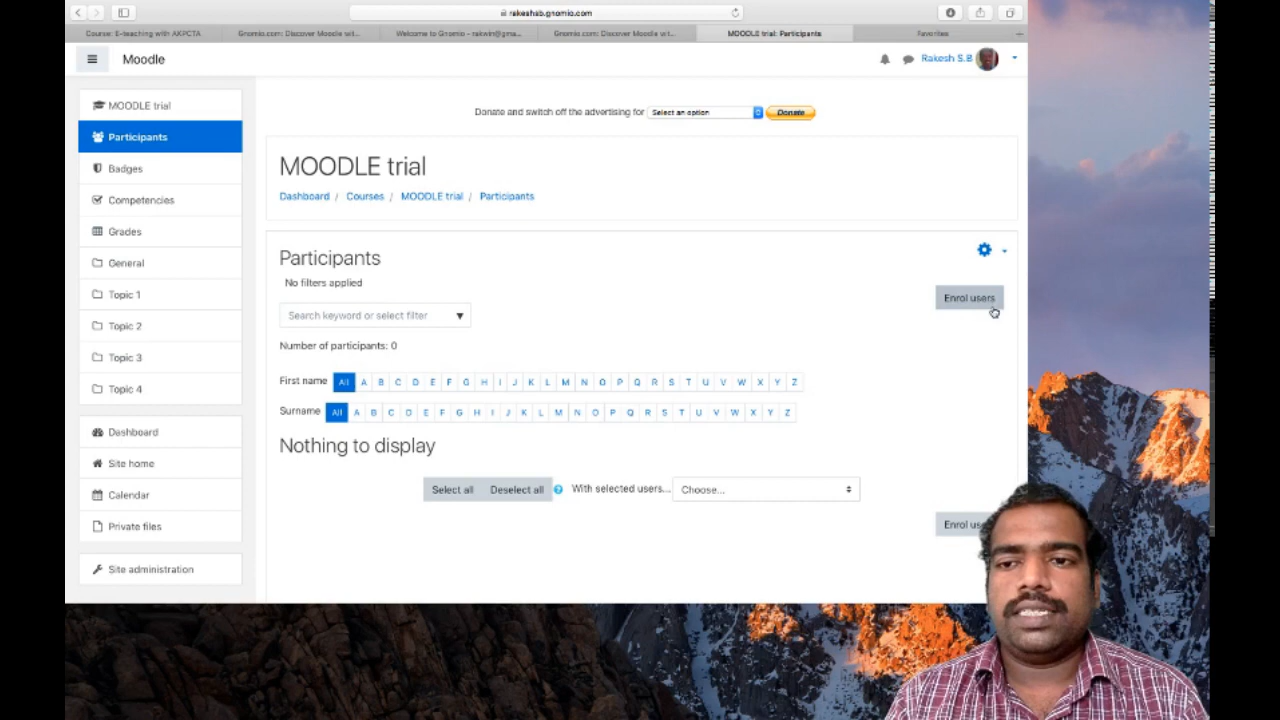 rakeshsb.gnomio.com
Course: E-teaching with AKPCTA
Gnomio.com: Discover Moodle wit...
Welcome to Gnomio - rakwin@gma...
Gnomio.com: Discover Moodle wit...
MOODLE trial: Participants
Favorites
Moodle
Rakesh S.B
MOODLE trial
Participants
Badges
Competencies
Grades
General
Topic 1
Topic 2
Topic 3
Topic 4
Dashboard
Site home
Calendar
Private files
Site administration
Donate and switch off the advertising for Select an option Donate
MOODLE trial
Dashboard / Courses / MOODLE trial / Participants
Participants
No filters applied
Enrol users
Search keyword or select filter ▼
Number of participants: 0
First name All A B C D E F G H I J K L M N O P Q R S T U V W X Y Z
Surname All A B C D E F G H I J K L M N O P Q R S T U V W X Y Z
Nothing to display
Select all Deselect all With selected users... Choose...
Enrol us